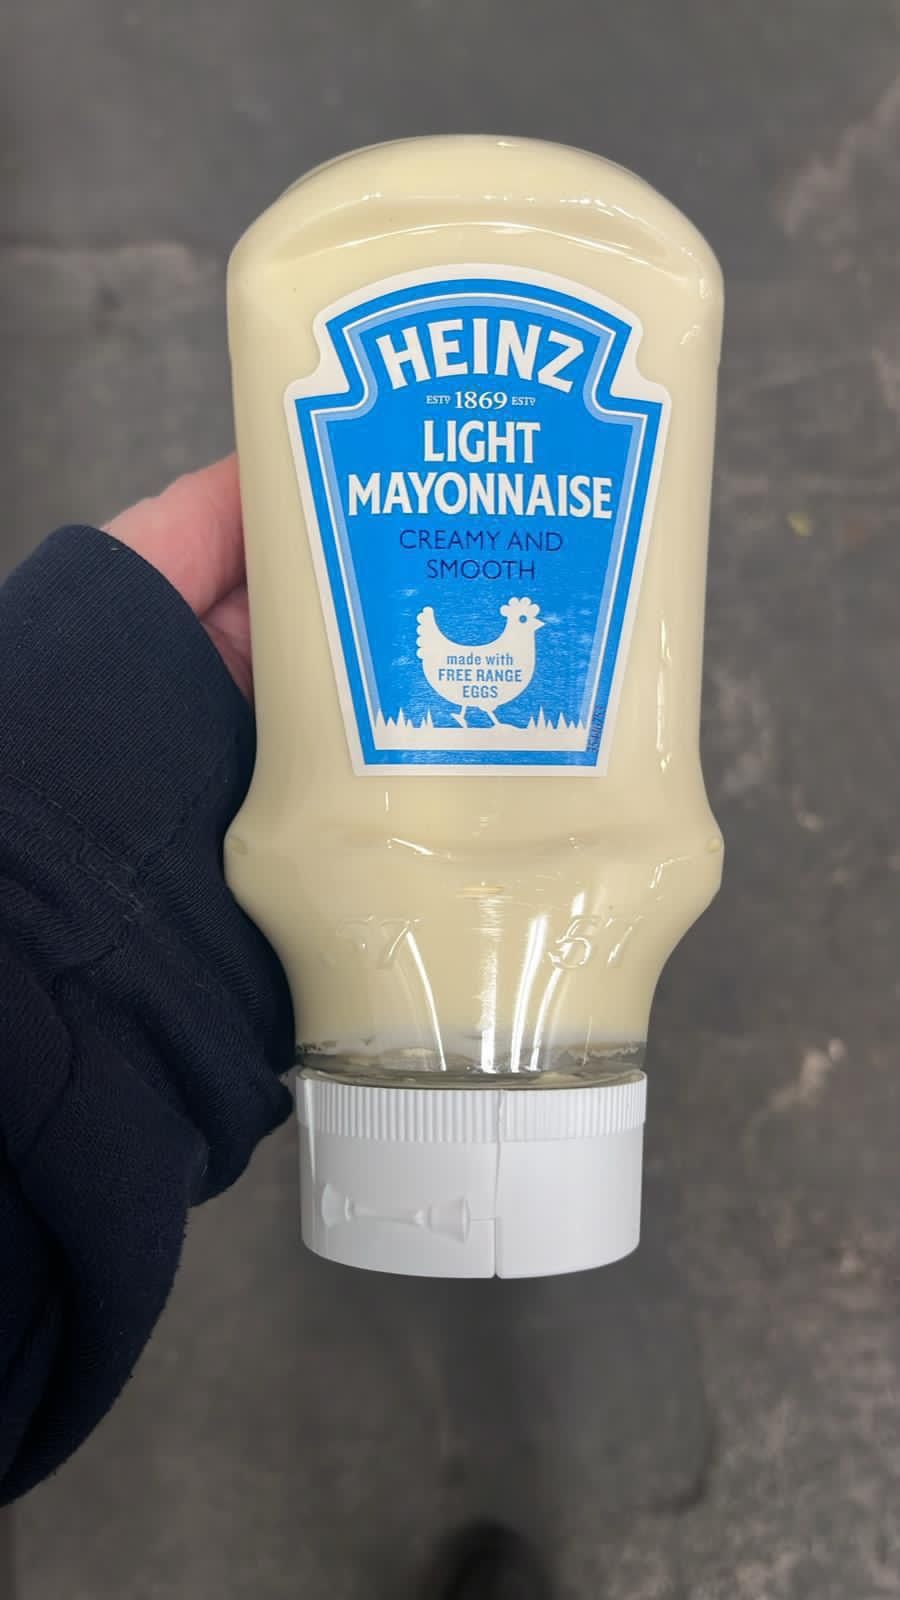 HEINZ
ESTD 1869 ESTD
LIGHT
MAYONNAISE
CREAMY AND
SMOOTH
made with
FREE RANGE
EGGS
57 57